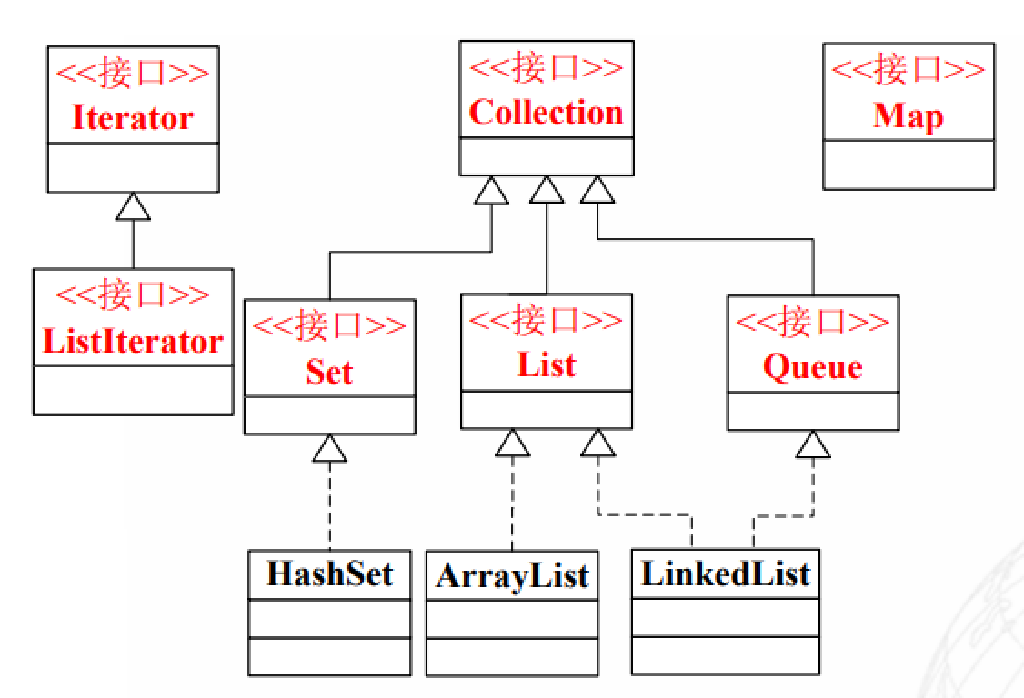 <<接口>>
Iterator
<<接口>>
Collection
<<接口>>
Map
<<接口>>
ListIterator
<<接口>>
Set
<<接口>>
List
<<接口>>
Queue
HashSet
ArrayList
LinkedList